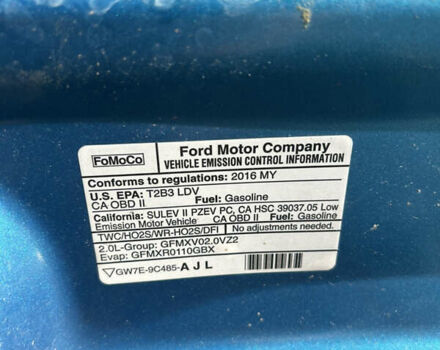 FoMoCo
Ford Motor Company
VEHICLE EMISSION CONTROL INFORMATION
Conforms to regulations: 2016 MY
U.S. EPA: T2B3 LDV
CA OBD II Fuel: Gasoline
California: SULEV II PZEV PC, CA HSC 39037.05 Low
Emission Motor Vehicle CA OBD II Fuel: Gasoline
TWC/HO2S/WR-HO2S/DFI No adjustments needed.
2.0L-Group: GFMXV02.0VZ2
Evap: GFMXR0110GBX
GW7E-9C485-A J L